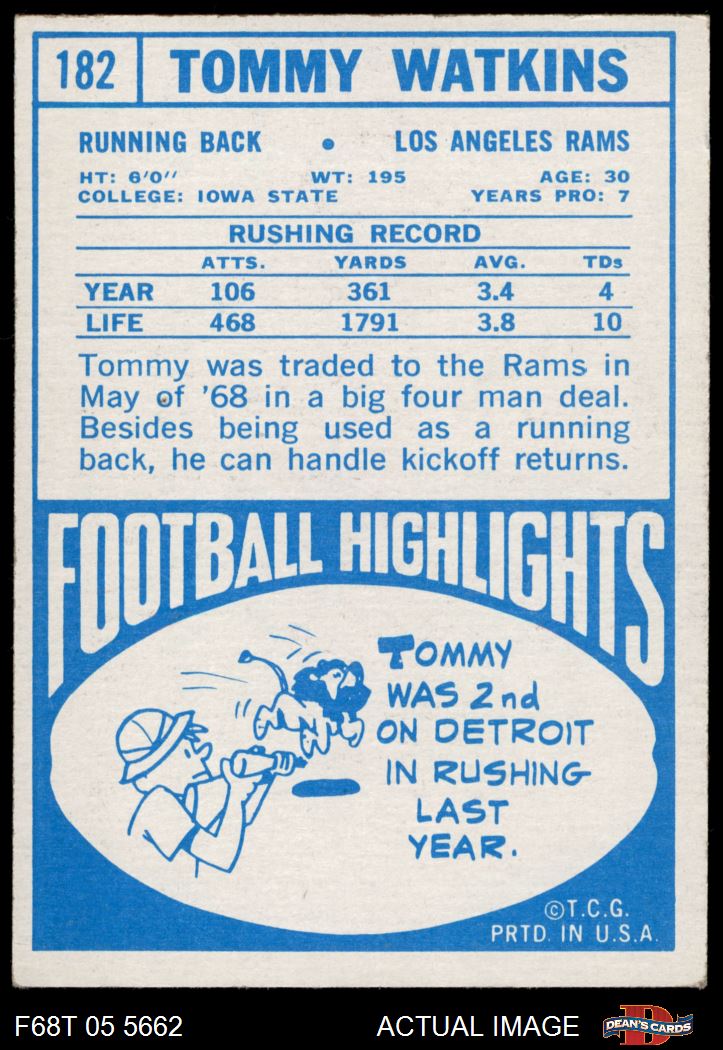 182 TOMMY WATKINS
RUNNING BACK • LOS ANGELES RAMS
HT: 6'0" WT: 195 AGE: 30
COLLEGE: IOWA STATE YEARS PRO: 7
RUSHING RECORD
ATTS. YARDS AVG. TDs
YEAR 106 361 3.4 4
LIFE 468 1791 3.8 10
Tommy was traded to the Rams in
May of '68 in a big four man deal.
Besides being used as a running
back, he can handle kickoff returns.
FOOTBALL HIGHLIGHTS
TOMMY
WAS 2nd
ON DETROIT
IN RUSHING
LAST
YEAR.
©T.C.G.
PRTD. IN U.S.A.
F68T 05 5662 ACTUAL IMAGE D DEAN'S CARDS